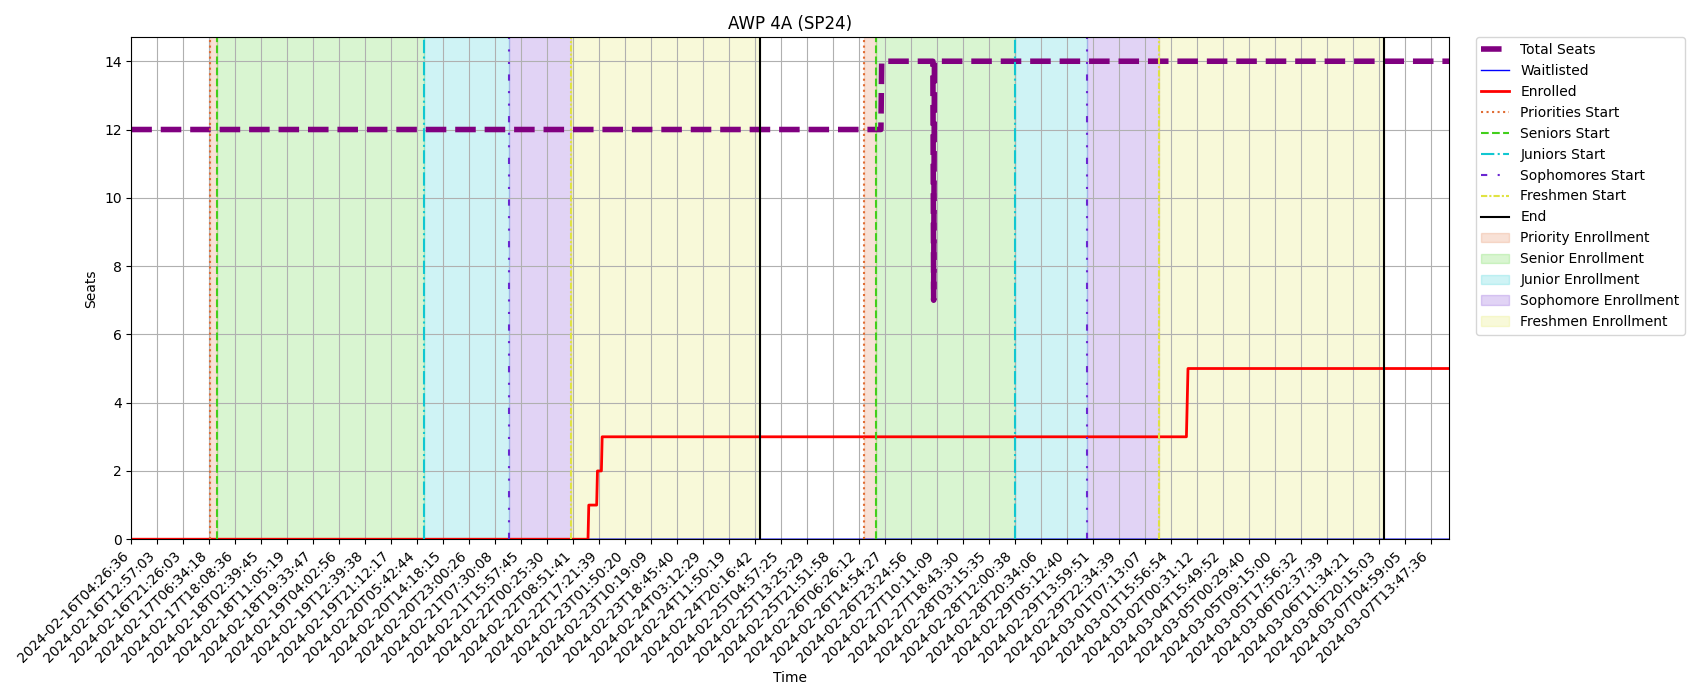 AWP 4A (SP24)
Seats
14
12
10
8
6
4
2
0
2024-02-16T04:26:36
2024-02-16T12:57:03
2024-02-16T21:26:03
2024-02-17T06:34:18
2024-02-17T18:08:36
2024-02-18T02:39:45
2024-02-18T11:05:19
2024-02-18T19:33:47
2024-02-19T04:02:56
2024-02-19T12:39:38
2024-02-19T21:12:17
2024-02-20T05:42:44
2024-02-20T14:18:15
2024-02-20T23:00:26
2024-02-21T07:30:08
2024-02-21T15:57:45
2024-02-22T00:25:30
2024-02-22T08:51:41
2024-02-22T17:21:39
2024-02-23T01:50:20
2024-02-23T10:19:09
2024-02-23T18:45:40
2024-02-24T03:12:29
2024-02-24T11:50:19
2024-02-24T20:16:42
2024-02-25T04:57:25
2024-02-25T13:25:29
2024-02-25T21:51:58
2024-02-26T06:26:12
2024-02-26T14:54:27
2024-02-26T23:24:56
2024-02-27T10:11:09
2024-02-27T18:43:30
2024-02-28T03:15:35
2024-02-28T12:00:38
2024-02-28T20:34:06
2024-02-29T05:12:40
2024-02-29T13:59:51
2024-02-29T22:34:39
2024-03-01T07:13:07
2024-03-01T15:56:54
2024-03-02T00:31:12
2024-03-04T15:49:52
2024-03-05T00:29:40
2024-03-05T09:15:00
2024-03-05T17:56:32
2024-03-06T02:37:39
2024-03-06T11:34:21
2024-03-06T20:15:03
2024-03-07T04:59:05
2024-03-07T13:47:36
Time
Total Seats
Waitlisted
Enrolled
Priorities Start
Seniors Start
Juniors Start
Sophomores Start
Freshmen Start
End
Priority Enrollment
Senior Enrollment
Junior Enrollment
Sophomore Enrollment
Freshmen Enrollment